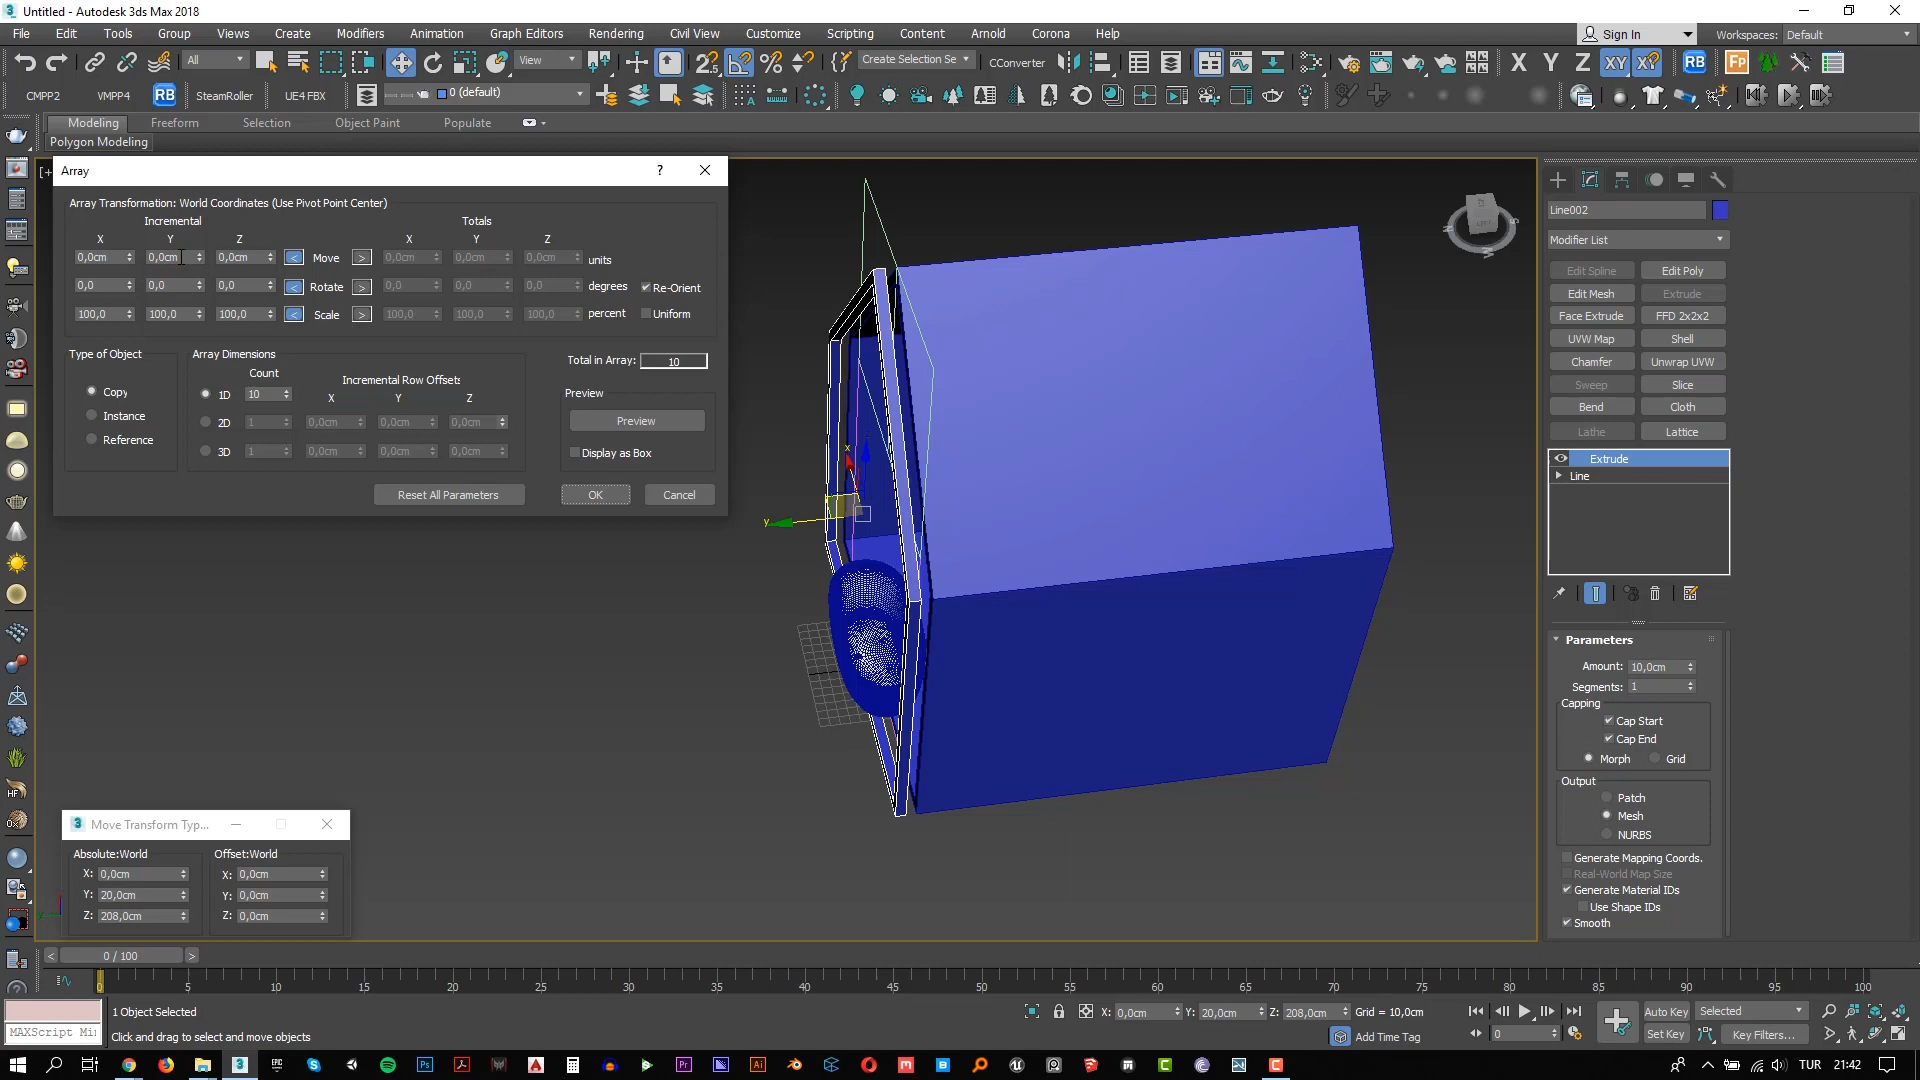 Untitled - Autodesk 3ds Max 2018
File Edit Tools Group Views Create Modifiers Animation Graph Editors Rendering Civil View Customize Scripting Content Arnold Corona Help
Sign In Workspaces: Default
All View Create Selection Se CConverter X Y Z XY XY RB Fp
CMPP2 VMPP4 RB SteamRoller UE4 FBX 0 (default)
Modeling Freeform Selection Object Paint Populate
Polygon Modeling
Array ?
Array Transformation: World Coordinates (Use Pivot Point Center)
Incremental Totals
X Y Z X Y Z
0,0cm 0,0cm 0,0cm < Move > 0,0cm 0,0cm 0,0cm units
0,0 0,0 0,0 < Rotate > 0,0 0,0 0,0 degrees Re-Orient
100,0 100,0 100,0 < Scale > 100,0 100,0 100,0 percent Uniform
Type of Object Array Dimensions Total in Array: 10
Count
Incremental Row Offsets
X Y Z
Copy 1D 10
Instance 2D 1 0,0cm 0,0cm 0,0cm
Reference 3D 1 0,0cm 0,0cm 0,0cm
Preview
Preview
Display as Box
Reset All Parameters OK Cancel
[+
x
y
Line002
Modifier List
Edit Spline Edit Poly
Edit Mesh Extrude
Face Extrude FFD 2x2x2
UVW Map Shell
Chamfer Unwrap UVW
Sweep Slice
Bend Cloth
Lathe Lattice
Extrude
Line
Parameters
Amount: 10,0cm
Segments: 1
Capping
Cap Start
Cap End
Morph Grid
Output
Patch
Mesh
NURBS
Generate Mapping Coords.
Real-World Map Size
Generate Material IDs
Use Shape IDs
Smooth
Move Transform Typ...
Absolute:World Offset:World
X: 0,0cm X: 0,0cm
Y: 20,0cm Y: 0,0cm
Z: 208,0cm Z: 0,0cm
< 0 / 100 >
0 5 10 15 20 25 30 35 40 45 50 55 60 65 70 75 80 85 90 95 100
1 Object Selected X: 0,0cm Y: 20,0cm Z: 208,0cm Grid = 10,0cm Auto Key Selected
MAXScript Mi Click and drag to select and move objects Add Time Tag 0 Set Key Key Filters...
TUR 21:42